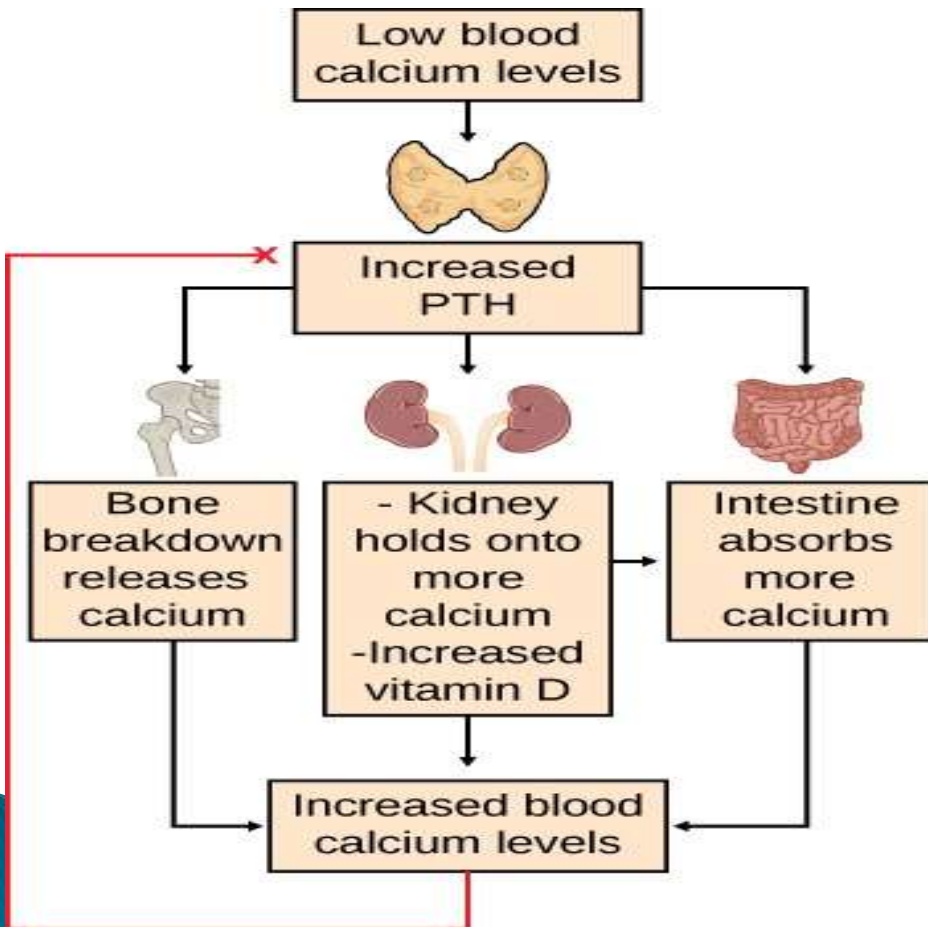 Low blood
calcium levels
Increased
PTH
Bone
breakdown
releases
calcium
- Kidney
holds onto
more
calcium
-Increased
vitamin D
Intestine
absorbs
more
calcium
Increased blood
calcium levels